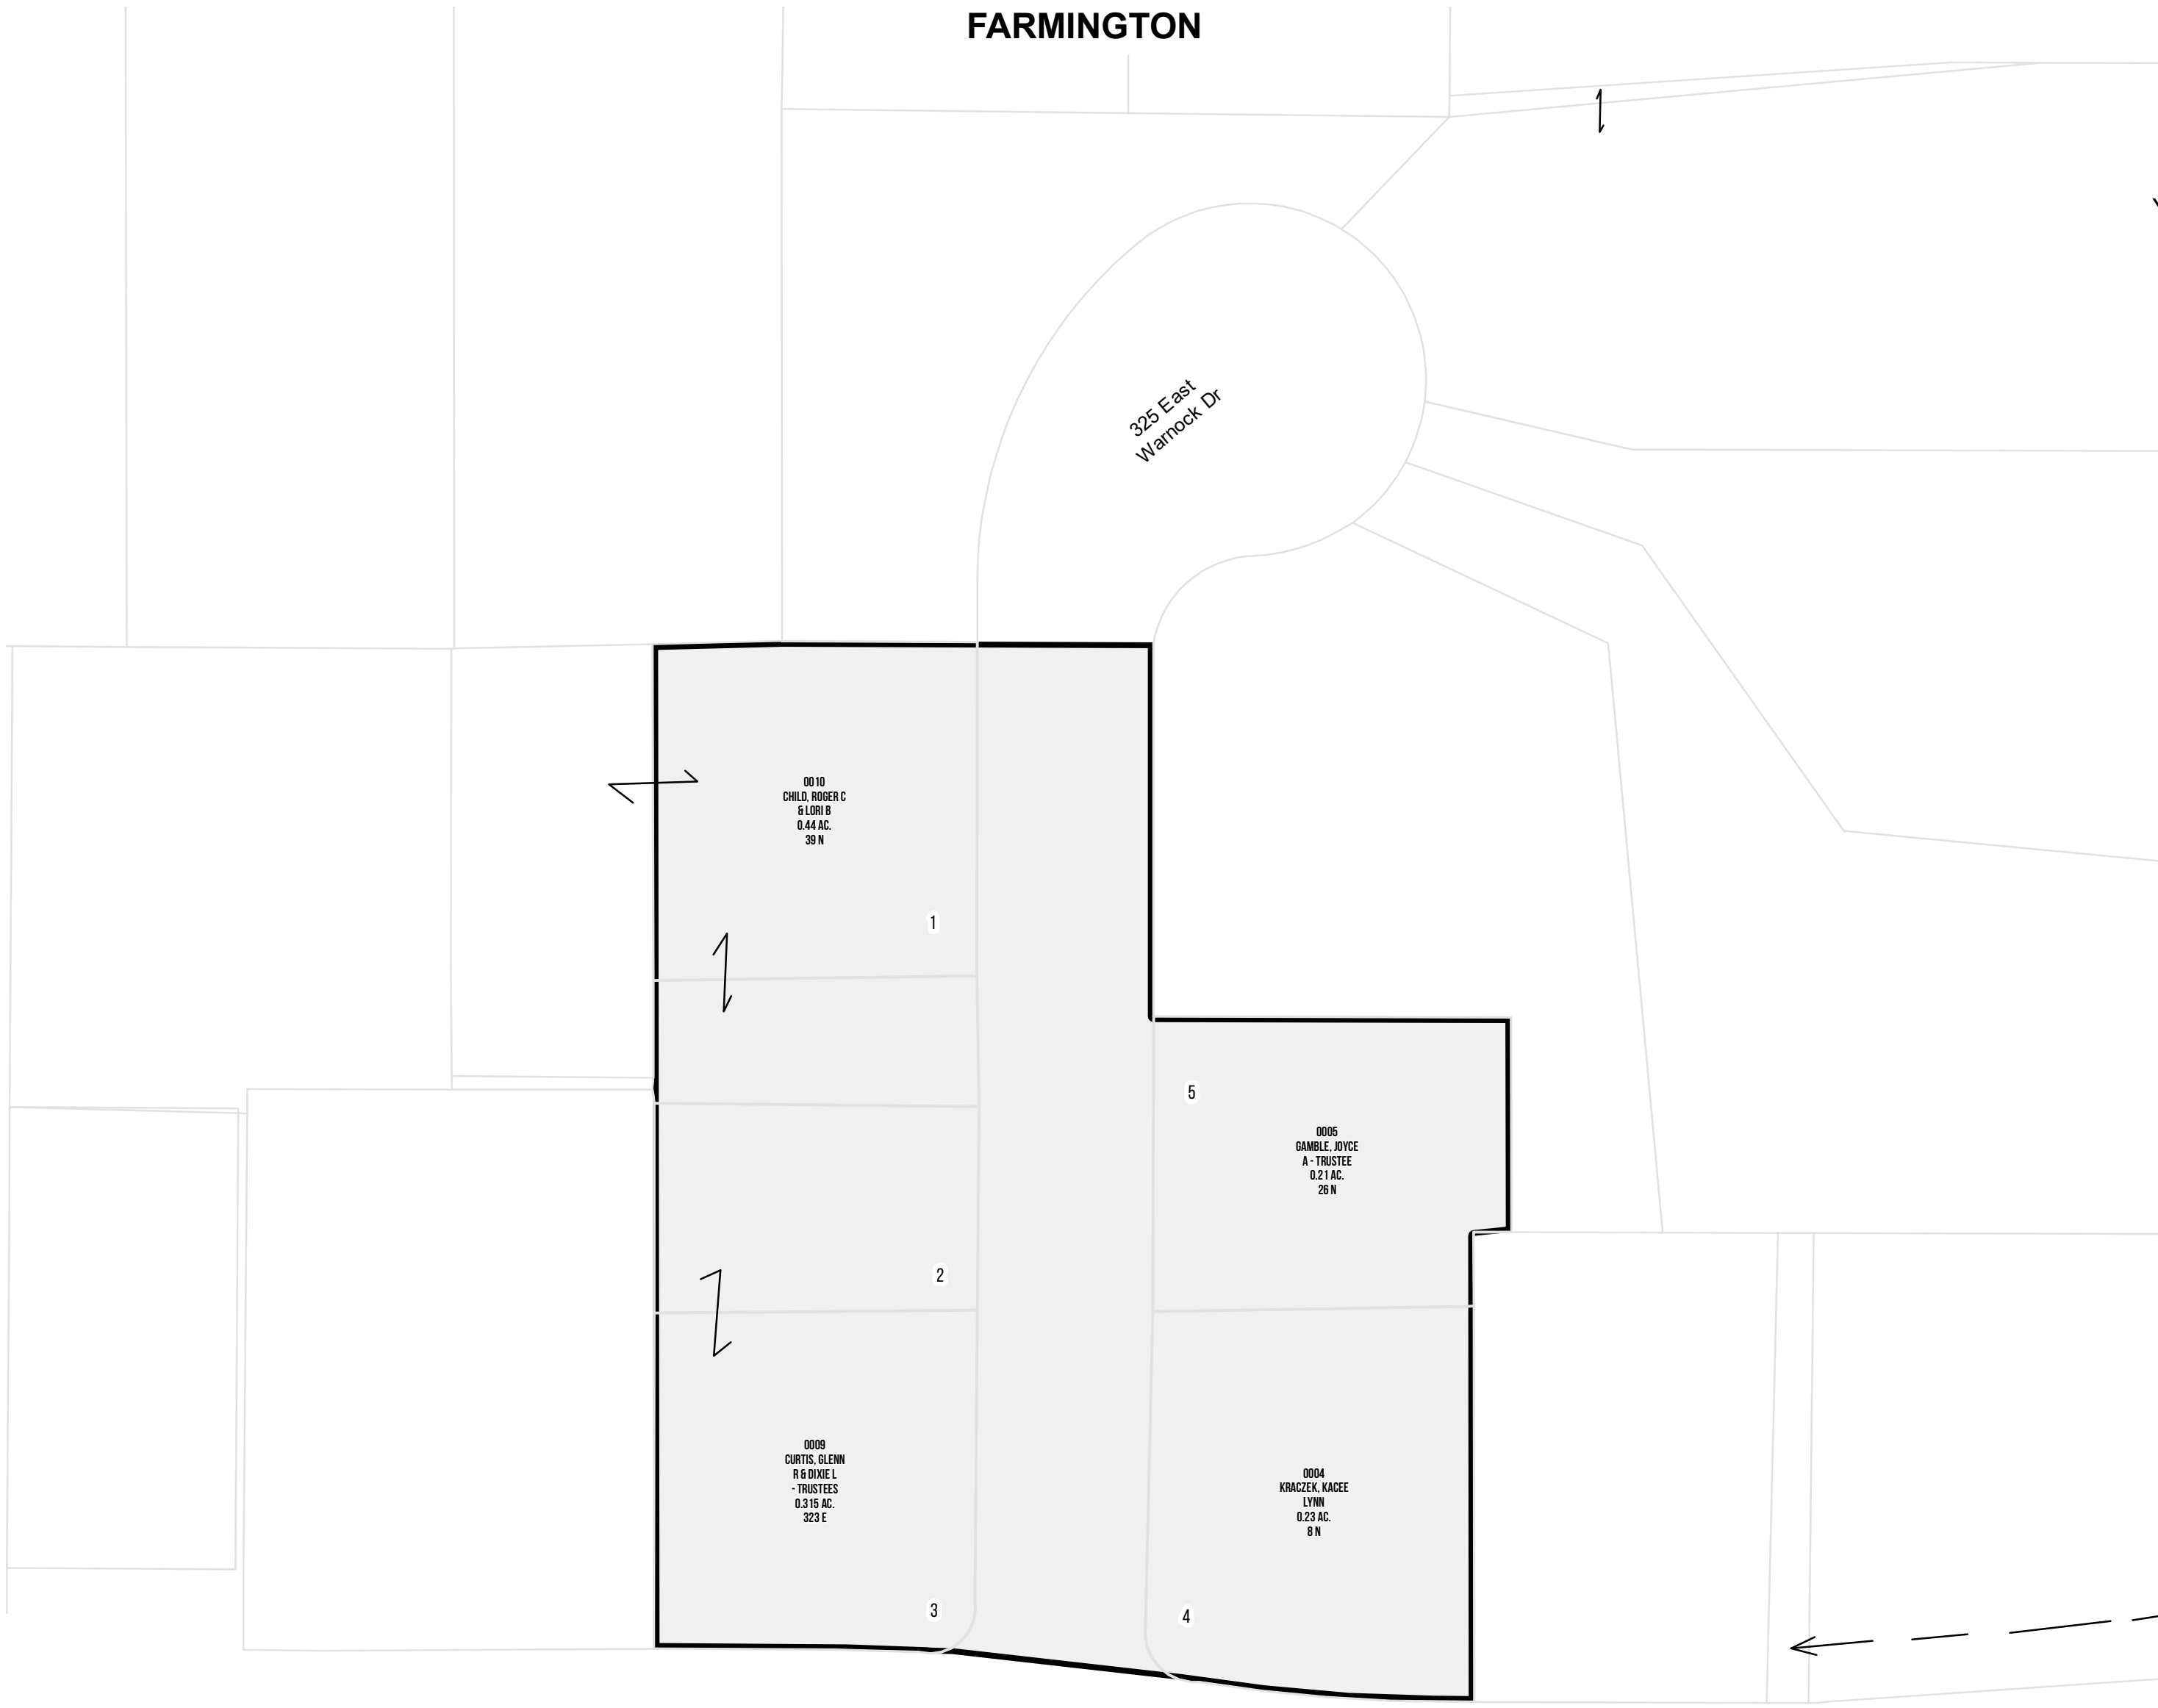 FARMINGTON
325 East
Warnock Dr
0010
CHILD, ROGER C
& LORI B
0.44 AC.
39 N
1
5
0005
GAMBLE, JOYCE
A - TRUSTEE
0.21 AC.
26 N
2
0009
CURTIS, GLENN
R & DIXIE L
- TRUSTEES
0.315 AC.
323 E
0004
KRACZEK, KACEE
LYNN
0.23 AC.
8 N
3
4